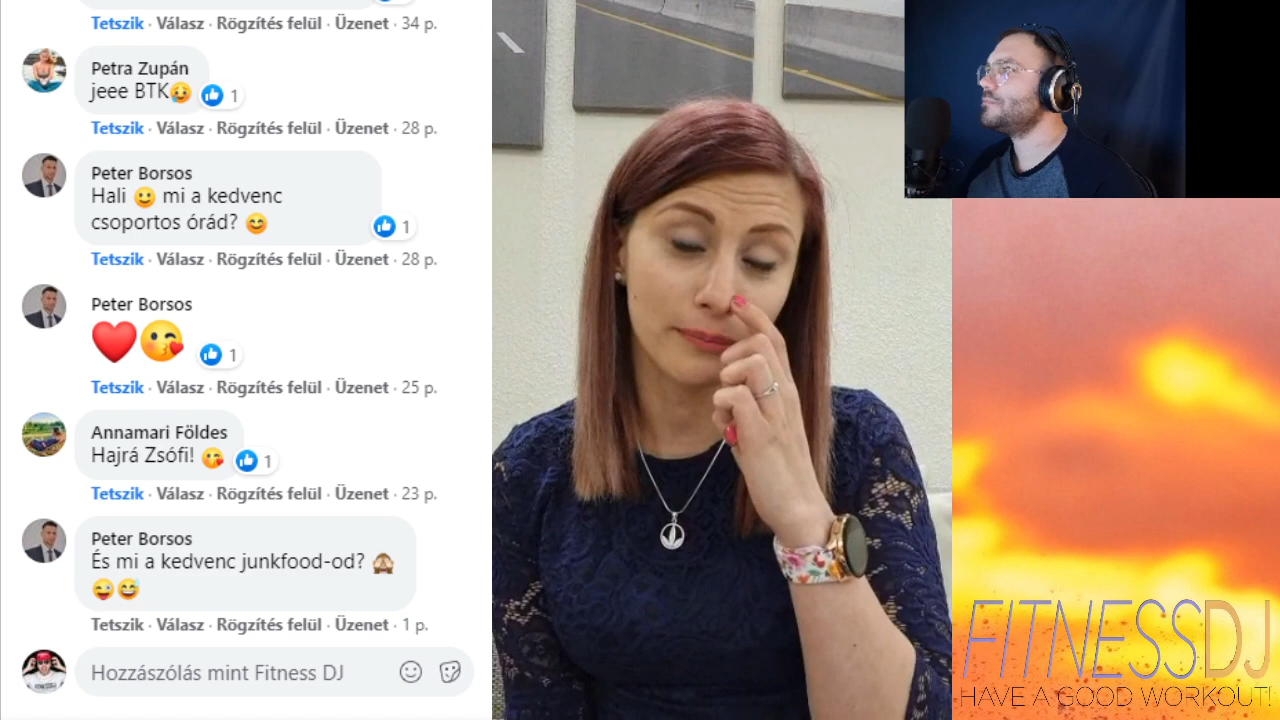 Tetszik · Válasz · Rögzítés felül · Üzenet · 34 p.
Petra Zupán
jeee BTK🥲 1
Tetszik · Válasz · Rögzítés felül · Üzenet · 28 p.
Peter Borsos
Hali 🙂 mi a kedvenc
csoportos órád? 😊 1
Tetszik · Válasz · Rögzítés felül · Üzenet · 28 p.
Peter Borsos
❤️😘 1
Tetszik · Válasz · Rögzítés felül · Üzenet · 25 p.
Annamari Földes
Hajrá Zsófi! 😘 1
Tetszik · Válasz · Rögzítés felül · Üzenet · 23 p.
Peter Borsos
És mi a kedvenc junkfood-od? 🙈
😜😅
Tetszik · Válasz · Rögzítés felül · Üzenet · 1 p.
Hozzászólás mint Fitness DJ
FITNESSDJ
HAVE A GOOD WORKOUT!